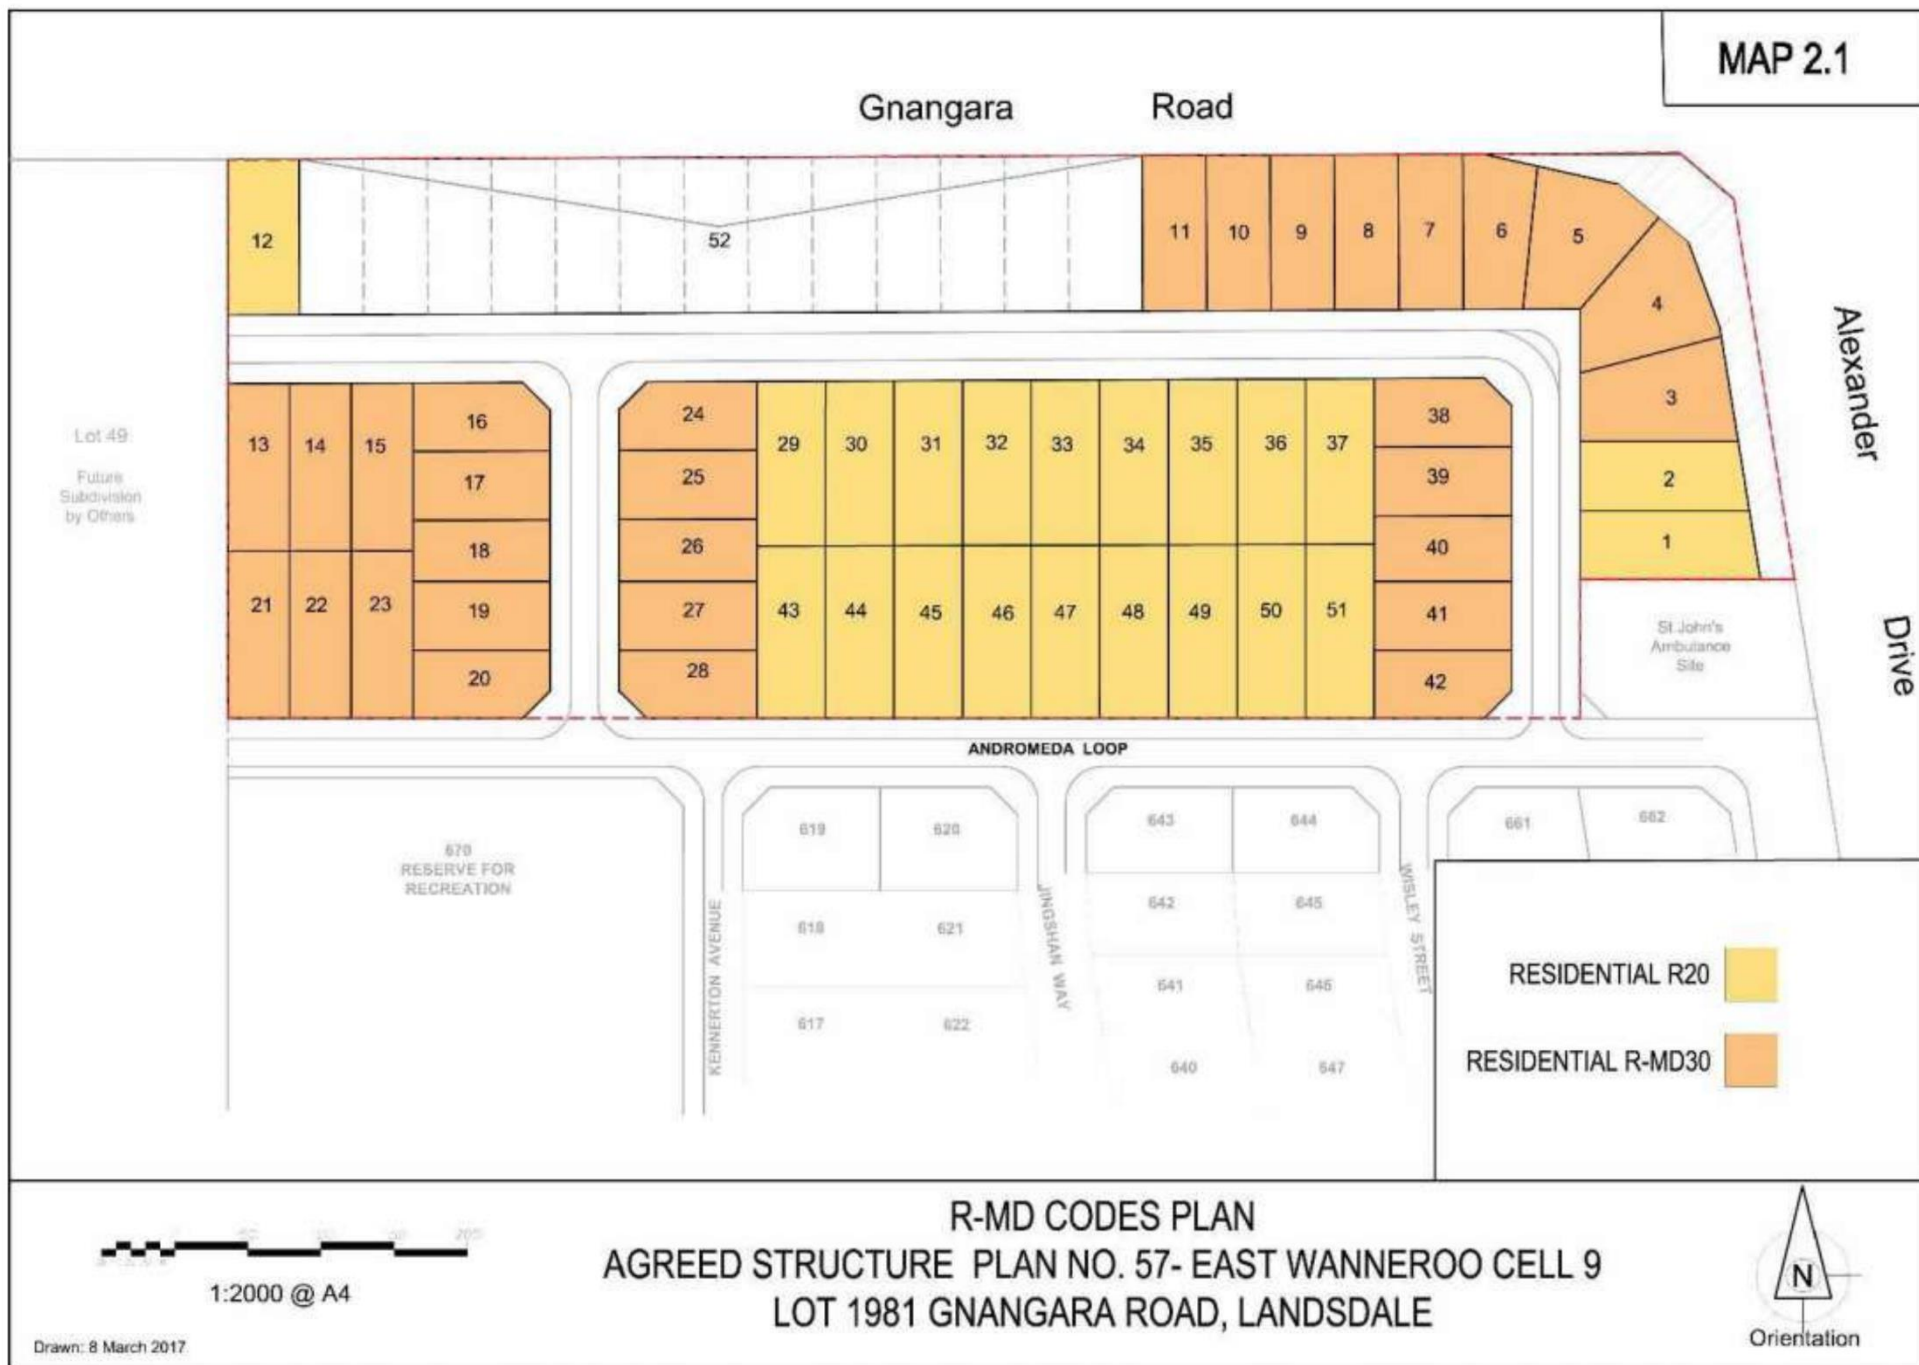 MAP 2.1
Gnangara Road
12
52
11 10 9 8 7 6 5
4
3
2
1
Alexander
Drive
Lot 49
Future
Subdivision
by Others
13 14 15
16
17
18
19
20
21 22 23
24
25
26
27
28
29 30 31 32 33 34 35 36 37
38
39
40
41
42
43 44 45 46 47 48 49 50 51
St.John's
Ambulance
Site
ANDROMEDA LOOP
670
RESERVE FOR
RECREATION
KENNERTON AVENUE
619 620
618 621
617 622
JINGSHAN WAY
643 644
642 645
641 646
640 647
WISLEY STREET
661 662
RESIDENTIAL R20
RESIDENTIAL R-MD30
1:2000 @ A4
Drawn: 8 March 2017
R-MD CODES PLAN
AGREED STRUCTURE PLAN NO. 57- EAST WANNEROO CELL 9
LOT 1981 GNANGARA ROAD, LANDSDALE
N
Orientation